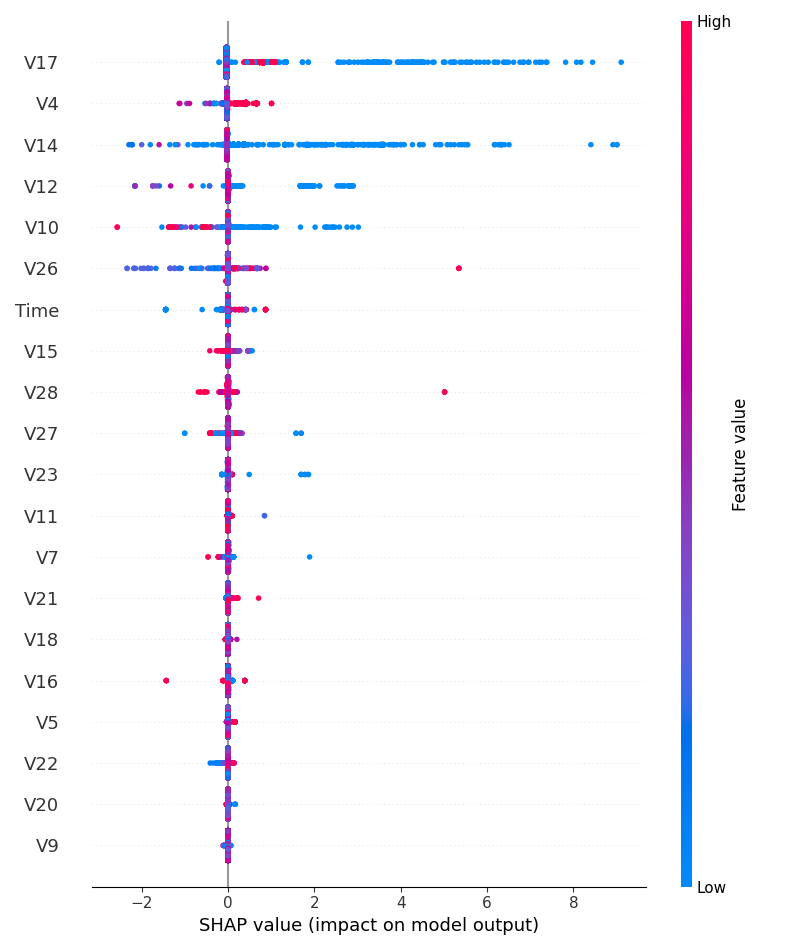 High
V17
V4
V14
V12
V10
V26
Time
V15
V28
V27
V23
V11
V7
V21
V18
V16
V5
V22
V20
V9
Feature value
Low
−2 0 2 4 6 8
SHAP value (impact on model output)